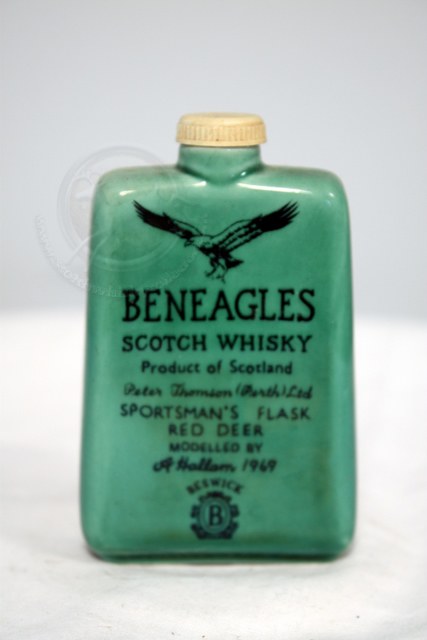 BENEAGLES
SCOTCH WHISKY
Product of Scotland
Peter Thomson (Perth) Ltd
SPORTSMAN'S FLASK
RED DEER
MODELLED BY
A Hallam 1969
BESWICK
B